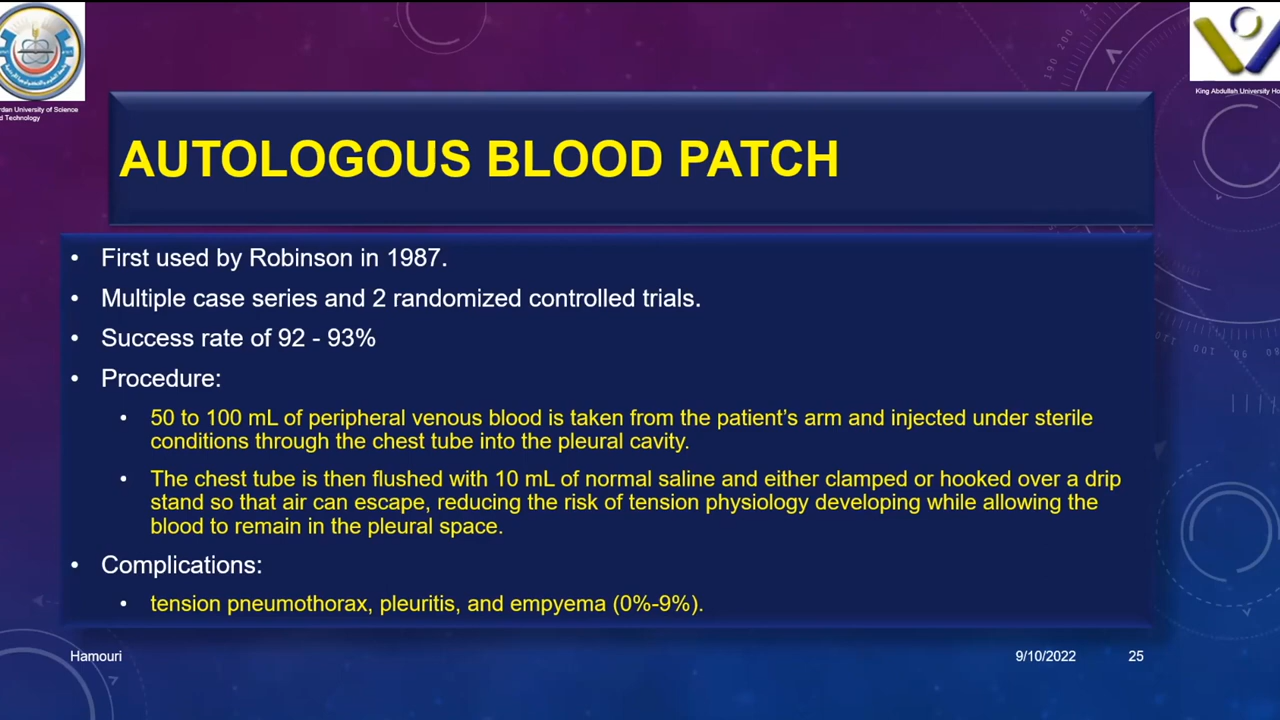 rdan University of Science
d Technology
King Abdullah University Ho
AUTOLOGOUS BLOOD PATCH
• First used by Robinson in 1987.
• Multiple case series and 2 randomized controlled trials.
• Success rate of 92 - 93%
• Procedure:
• 50 to 100 mL of peripheral venous blood is taken from the patient's arm and injected under sterile
conditions through the chest tube into the pleural cavity.
• The chest tube is then flushed with 10 mL of normal saline and either clamped or hooked over a drip
stand so that air can escape, reducing the risk of tension physiology developing while allowing the
blood to remain in the pleural space.
• Complications:
• tension pneumothorax, pleuritis, and empyema (0%-9%).
Hamouri
9/10/2022
25